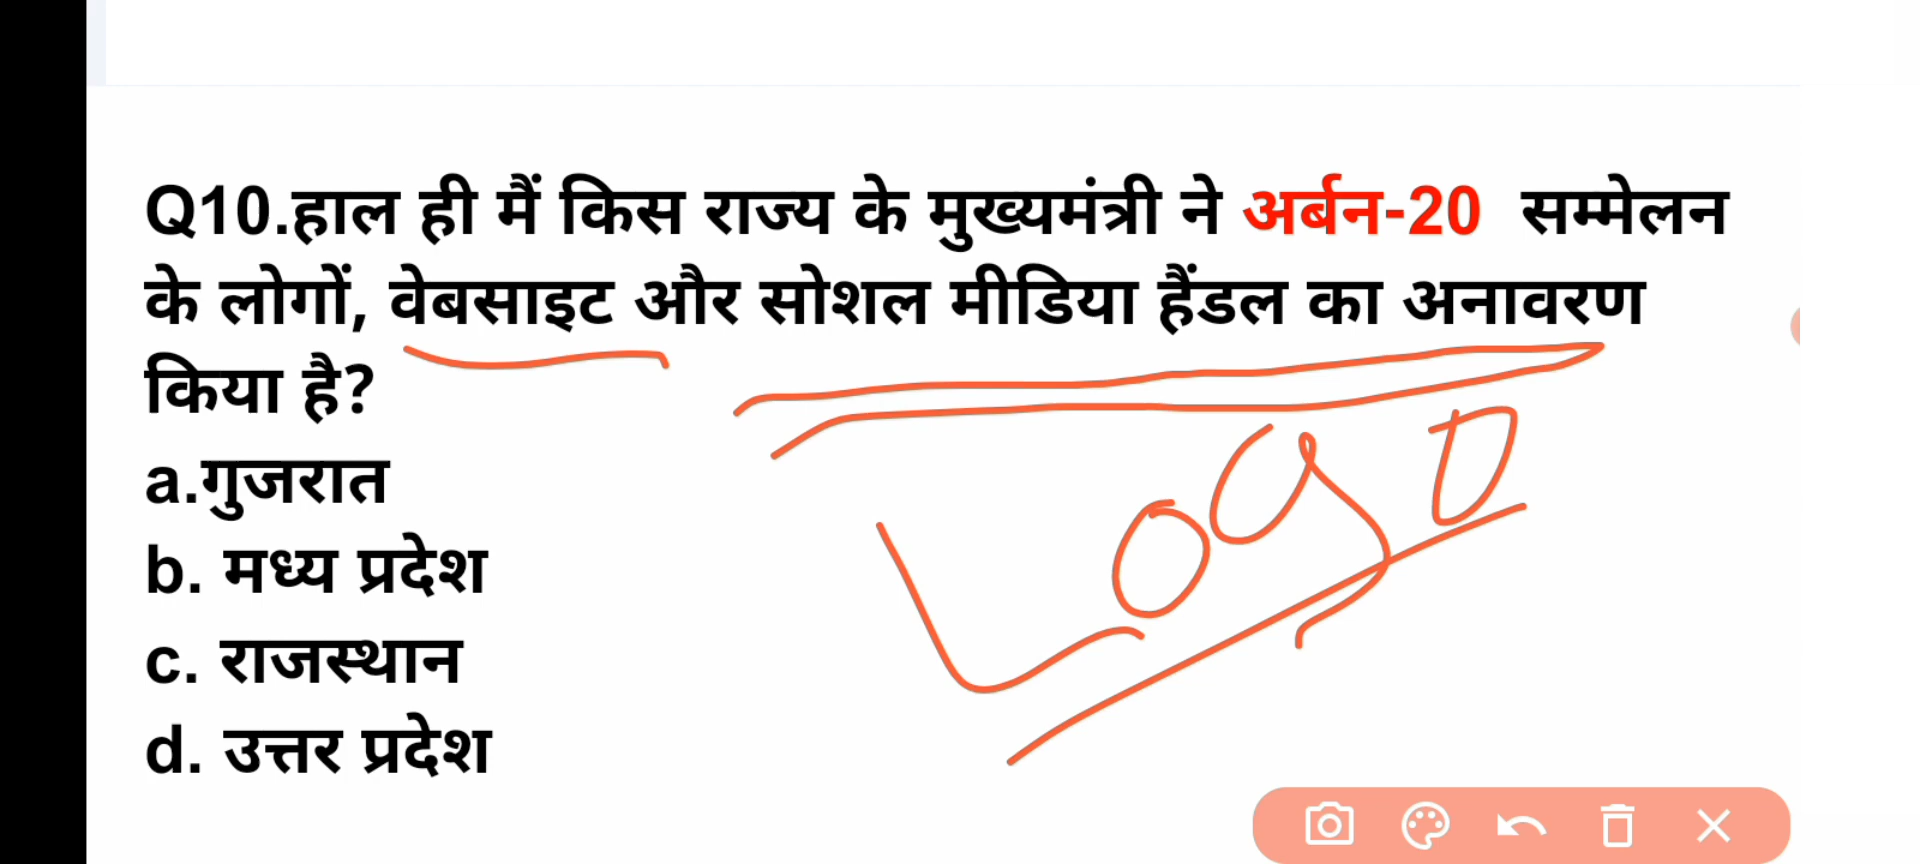 Q10.हाल ही मैं किस राज्य के मुख्यमंत्री ने अर्बन-20 सम्मेलन
के लोगों, वेबसाइट और सोशल मीडिया हैंडल का अनावरण
किया है?
a.गुजरात
b. मध्य प्रदेश
c. राजस्थान
d. उत्तर प्रदेश